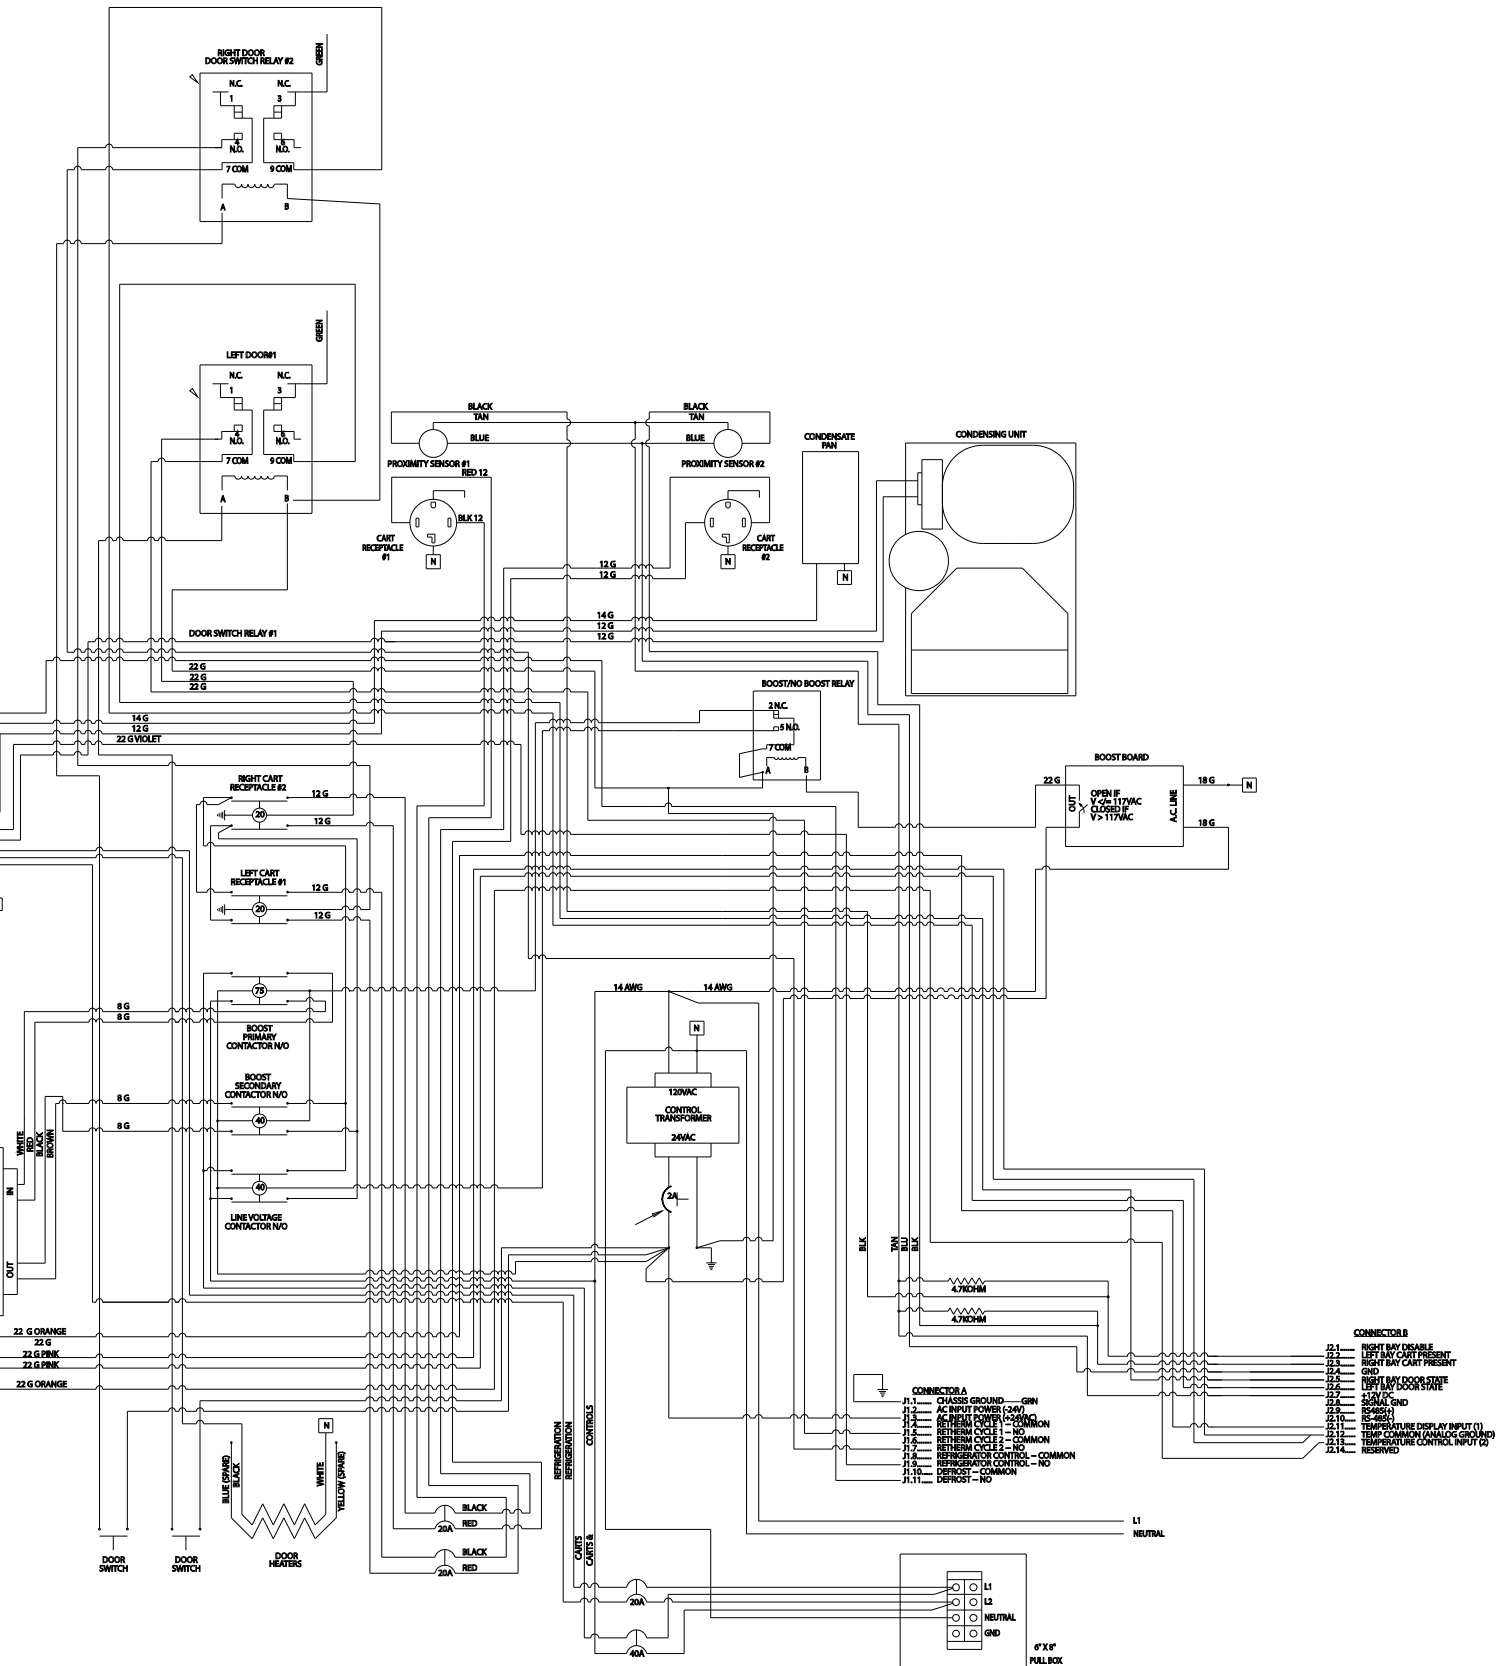 RIGHT DOOR
DOOR SWITCH RELAY #2
GREEN
N.C.
N.C.
1
3
4
6
N.O.
N.O.
7 COM
9 COM
A
B
LEFT DOOR#1
GREEN
N.C.
N.C.
1
3
4
6
N.O.
N.O.
7 COM
9 COM
A
B
DOOR SWITCH RELAY #1
BLACK
TAN
BLUE
PROXIMITY SENSOR #1
BLACK
TAN
BLUE
PROXIMITY SENSOR #2
RED 12
BLK 12
CART
RECEPTACLE
#1
N
CART
RECEPTACLE
#2
N
CONDENSATE
PAN
N
CONDENSING UNIT
12 G
12 G
14 G
12 G
12 G
22 G
22 G
22 G
14 G
12 G
22 G VIOLET
BOOST/NO BOOST RELAY
2 N.C.
5 N.O.
7 COM
A
B
BOOST BOARD
22 G
OUT
OPEN IF
V </= 117VAC
CLOSED IF
V > 117VAC
A.C. LINE
18 G
N
18 G
RIGHT CART
RECEPTACLE #2
12 G
20
12 G
LEFT CART
RECEPTACLE #1
12 G
20
12 G
75
8 G
8 G
BOOST
PRIMARY
CONTACTOR N/O
BOOST
SECONDARY
CONTACTOR N/O
8 G
40
8 G
40
LINE VOLTAGE
CONTACTOR N/O
WHITE
RED
BLACK
BROWN
IN
OUT
14 AWG
14 AWG
N
120VAC
CONTROL
TRANSFORMER
24VAC
2A
BLK
TAN
BLU
BLK
4.7KOHM
4.7KOHM
22 G ORANGE
22 G
22 G PINK
22 G PINK
22 G ORANGE
CONNECTOR B
J2.1...... RIGHT BAY DISABLE
J2.2...... LEFT BAY CART PRESENT
J2.3...... RIGHT BAY CART PRESENT
J2.4...... GND
J2.5...... RIGHT BAY DOOR STATE
J2.6...... LEFT BAY DOOR STATE
J2.7...... +12V DC
J2.8...... SIGNAL GND
J2.9...... RS485(+)
J2.10..... RS-485(-)
J2.11..... TEMPERATURE DISPLAY INPUT (1)
J2.12..... TEMP COMMON (ANALOG GROUND)
J2.13..... TEMPERATURE CONTROL INPUT (2)
J2.14..... RESERVED
CONNECTOR A
J1.1....... CHASSIS GROUND GRN
J1.2....... AC INPUT POWER (-24V)
J1.3....... AC INPUT POWER (+24VAC)
J1.4....... RETHERM CYCLE 1 – COMMON
J1.5....... RETHERM CYCLE 1 – NO
J1.6....... RETHERM CYCLE 2 – COMMON
J1.7....... RETHERM CYCLE 2 – NO
J1.8....... REFRIGERATOR CONTROL – COMMON
J1.9....... REFRIGERATOR CONTROL – NO
J1.10..... DEFROST – COMMON
J1.11..... DEFROST – NO
N
BLUE (SPARE)
BLACK
WHITE
YELLOW (SPARE)
DOOR
SWITCH
DOOR
SWITCH
DOOR
HEATERS
BLACK
20A
RED
BLACK
20A
RED
REFRIGERATION
REFRIGERATION
CONTROLS
CARTS
CARTS &
20A
40A
L1
NEUTRAL
L1
L2
NEUTRAL
GND
6" X 8"
PULL BOX